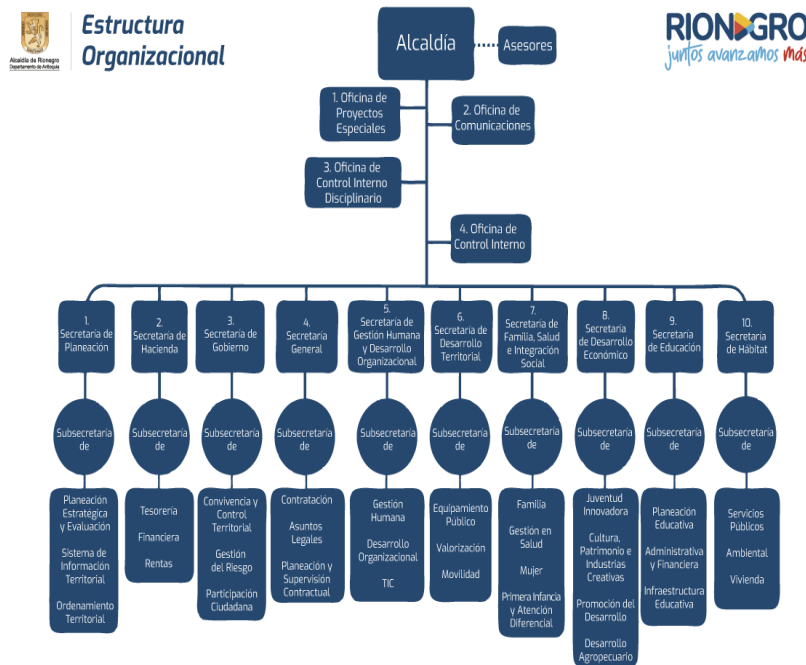 Estructura
Organizacional
Alcaldía de Rionegro
Departamento de Antioquia
RIONEGRO
juntos avanzamos más
Alcaldía
Asesores
1. Oficina de
Proyectos
Especiales
2. Oficina de
Comunicaciones
3. Oficina de
Control Interno
Disciplinario
4. Oficina de
Control Interno
1.
Secretaría de
Planeación
2.
Secretaría de
Hacienda
3.
Secretaría de
Gobierno
4.
Secretaría
General
5.
Secretaría de
Gestión Humana
y Desarrollo
Organizacional
6.
Secretaría de
Desarrollo
Territorial
7.
Secretaría de
Familia, Salud
e Integración
Social
8.
Secretaría
de Desarrollo
Económico
9.
Secretaría
de Educación
10.
Secretaría
de Hábitat
Subsecretaría
de
Subsecretaría
de
Subsecretaría
de
Subsecretaría
de
Subsecretaría
de
Subsecretaría
de
Subsecretaría
de
Subsecretaría
de
Subsecretaría
de
Subsecretaría
de
Planeación
Estratégica
y Evaluación
Sistema de
Información
Territorial
Ordenamiento
Territorial
Tesorería
Financiera
Rentas
Convivencia y
Control
Territorial
Gestión
del Riesgo
Participación
Ciudadana
Contratación
Asuntos
Legales
Planeación y
Supervisión
Contractual
Gestión
Humana
Desarrollo
Organizacional
TIC
Equipamiento
Público
Valorización
Movilidad
Familia
Gestión en
Salud
Mujer
Primera Infancia
y Atención
Diferencial
Juventud
Innovadora
Cultura,
Patrimonio e
Industrias
Creativas
Promoción del
Desarrollo
Desarrollo
Agropecuario
Planeación
Educativa
Administrativa
y Financiera
Infraestructura
Educativa
Servicios
Públicos
Ambiental
Vivienda